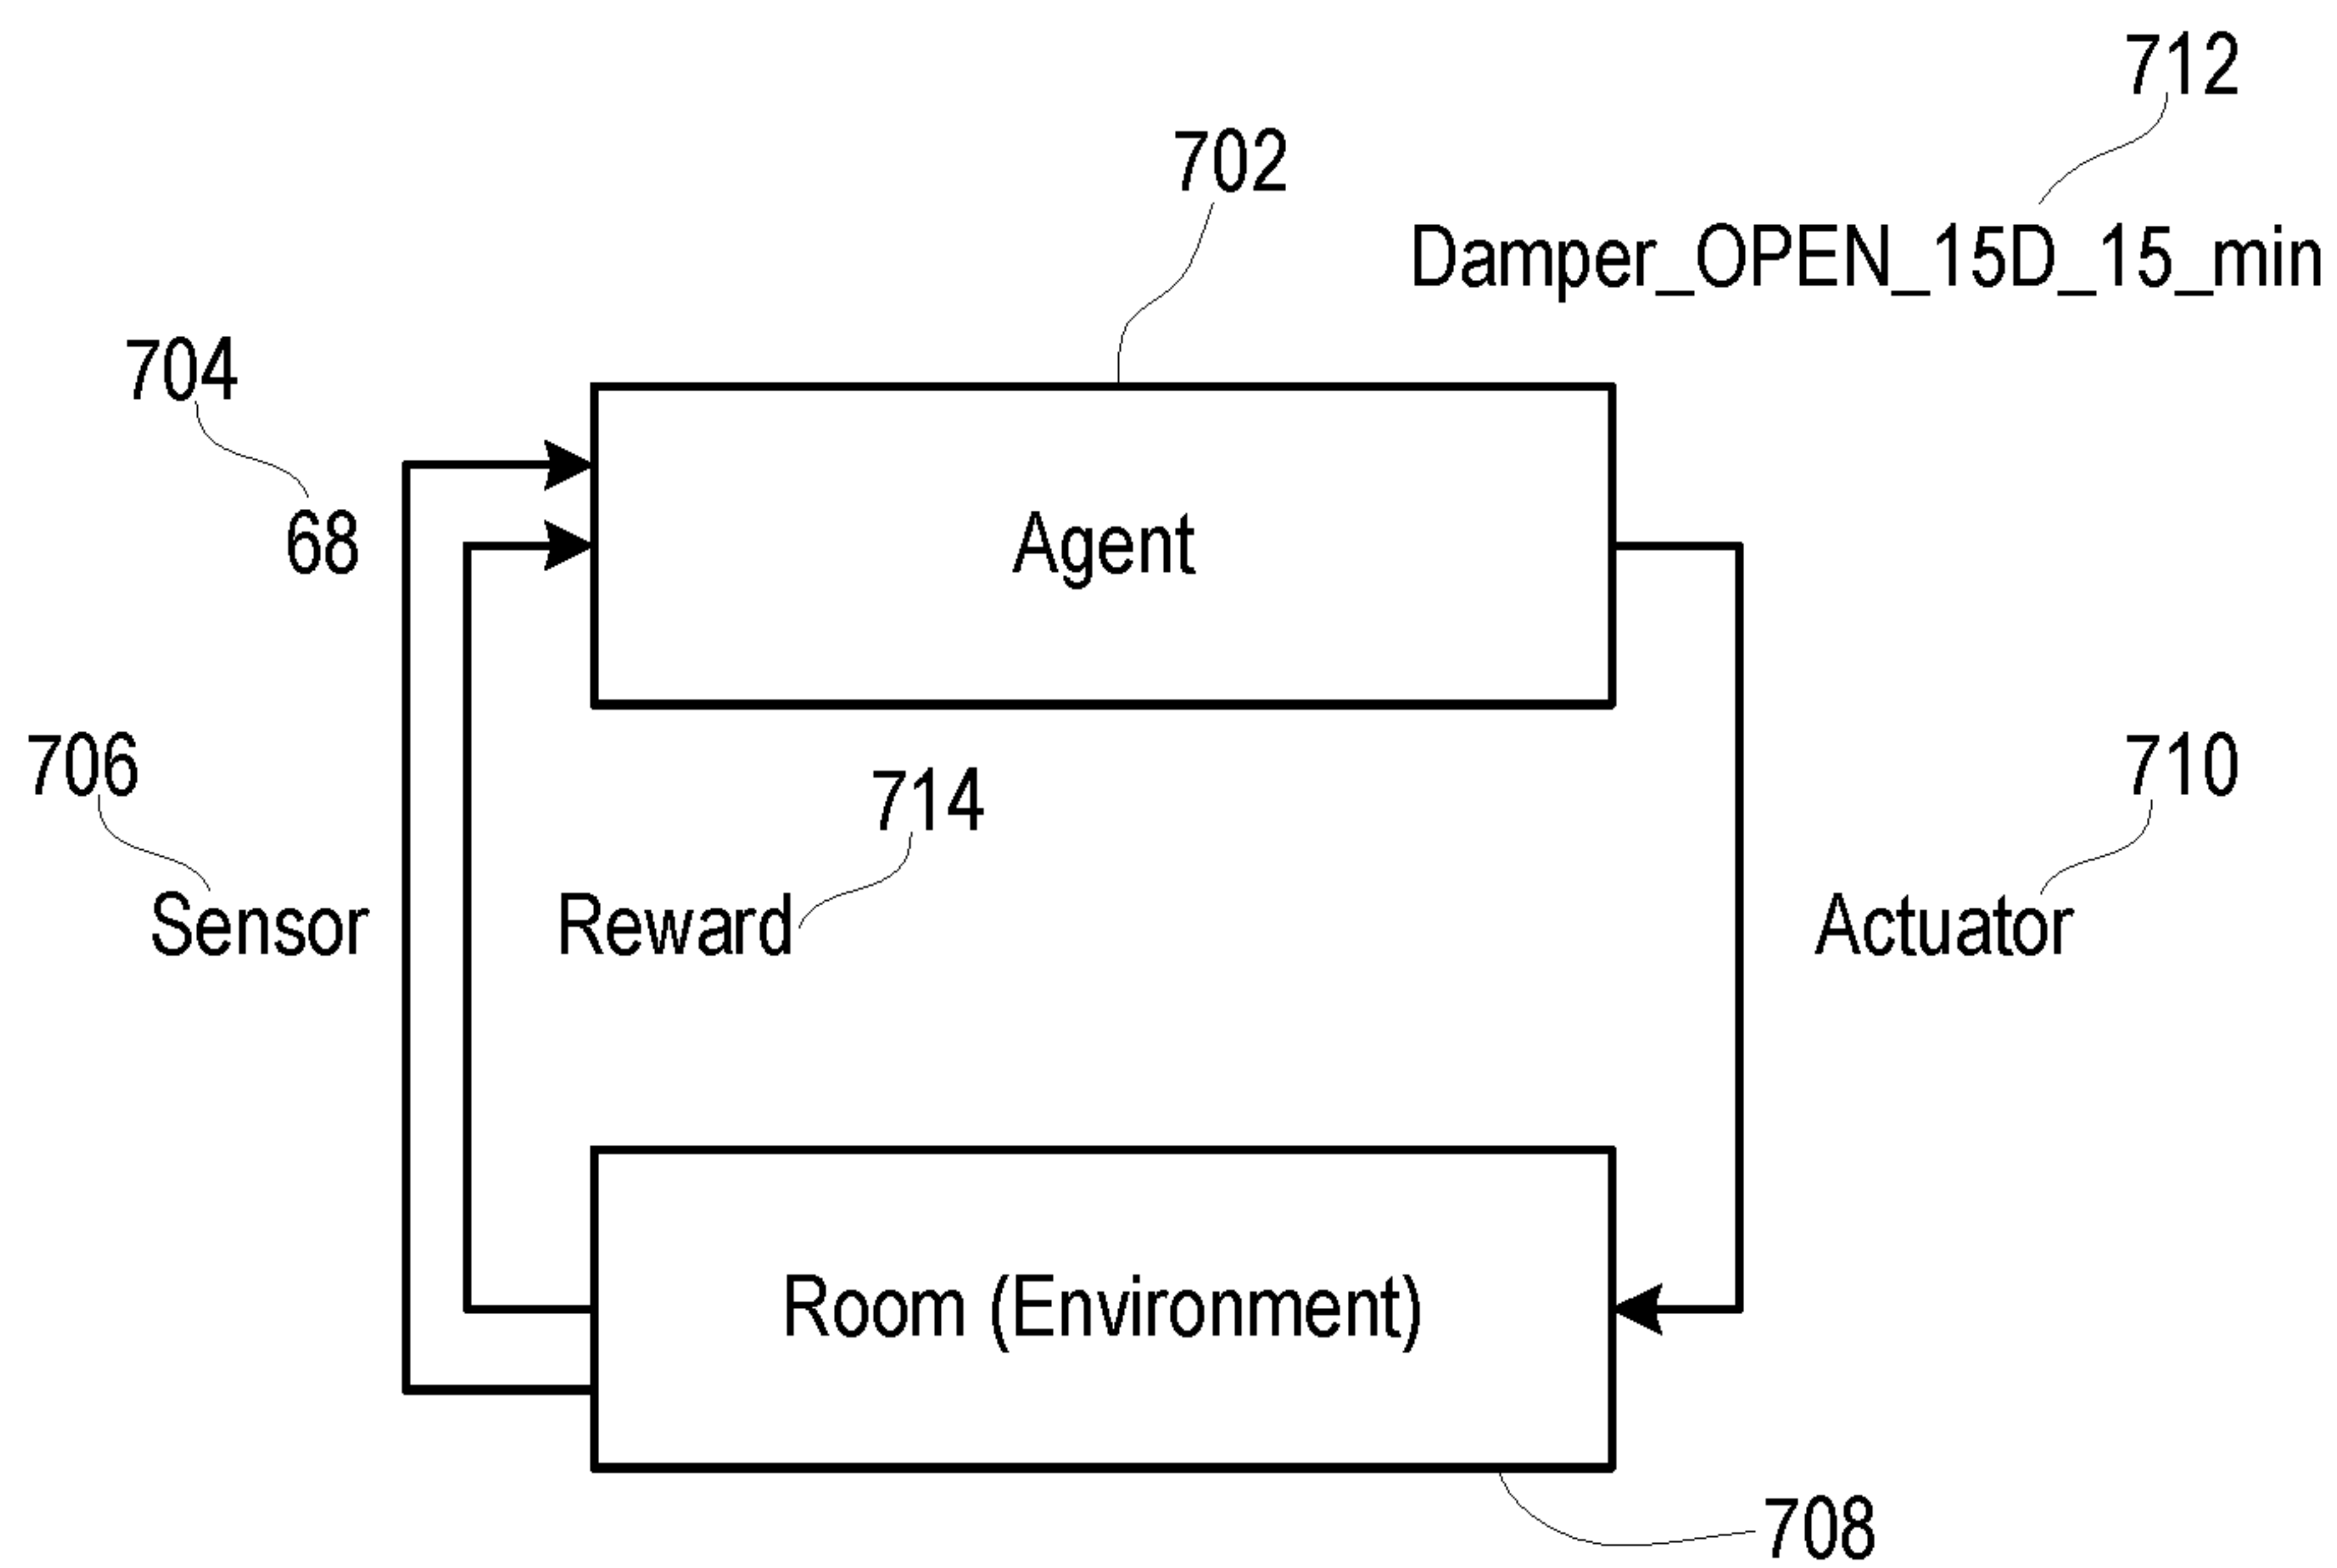 712
702
Damper_OPEN_15D_15_min
704
68
Agent
706
714
710
Sensor
Reward
Actuator
Room (Environment)
708